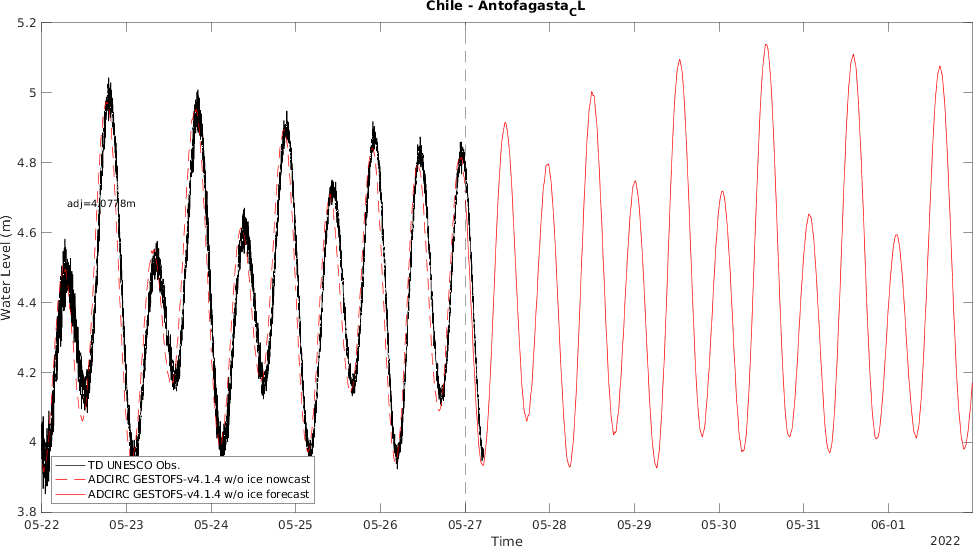 Chile - Antofagasta_CL
5.2
5
4.8
4.6
4.4
4.2
4
3.8
Water Level (m)
adj=4.0778m
TD UNESCO Obs.
ADCIRC GESTOFS-v4.1.4 w/o ice nowcast
ADCIRC GESTOFS-v4.1.4 w/o ice forecast
05-22 05-23 05-24 05-25 05-26 05-27 05-28 05-29 05-30 05-31 06-01
Time
2022